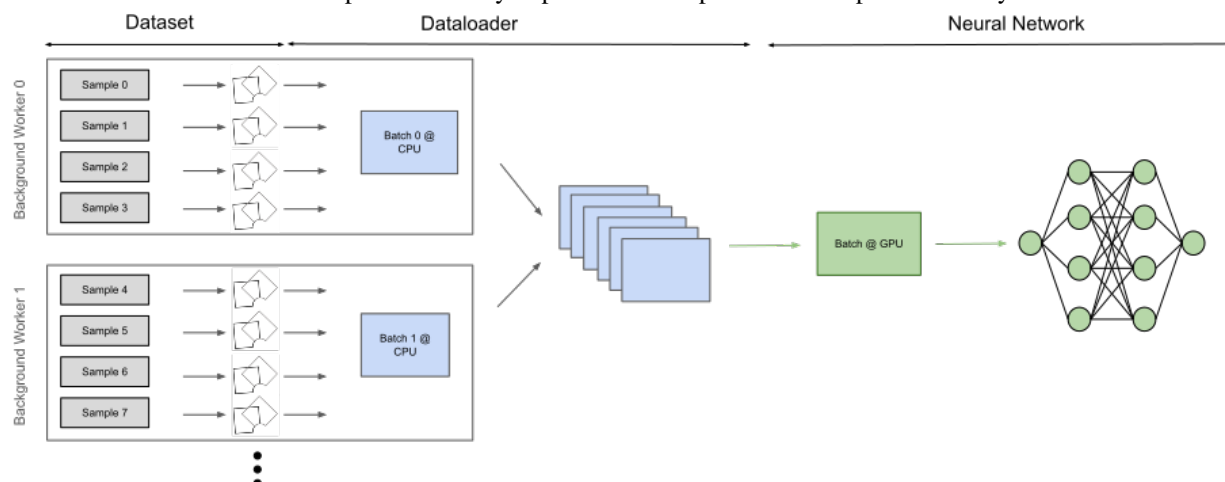 Dataset
Dataloader
Neural Network
Background Worker 0
Sample 0
Sample 1
Sample 2
Sample 3
Batch 0 @
CPU
Background Worker 1
Sample 4
Sample 5
Sample 6
Sample 7
Batch 1 @
CPU
Batch @ GPU